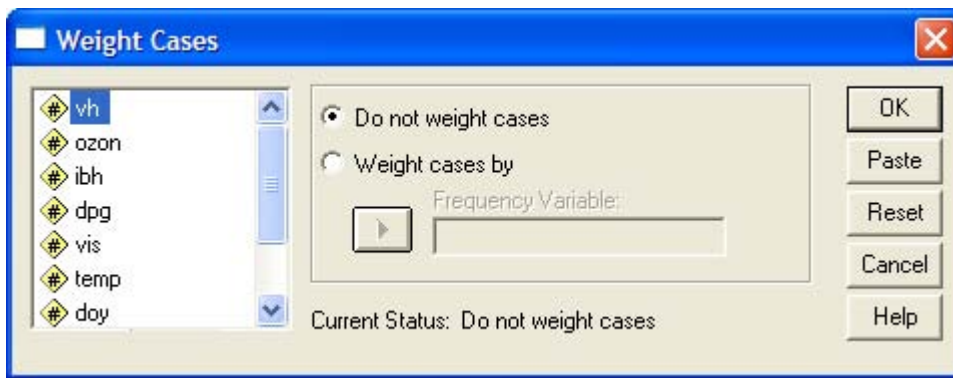 Weight Cases
vh
ozon
ibh
dpg
vis
temp
doy
Do not weight cases
Weight cases by
Frequency Variable:
Current Status: Do not weight cases
OK
Paste
Reset
Cancel
Help